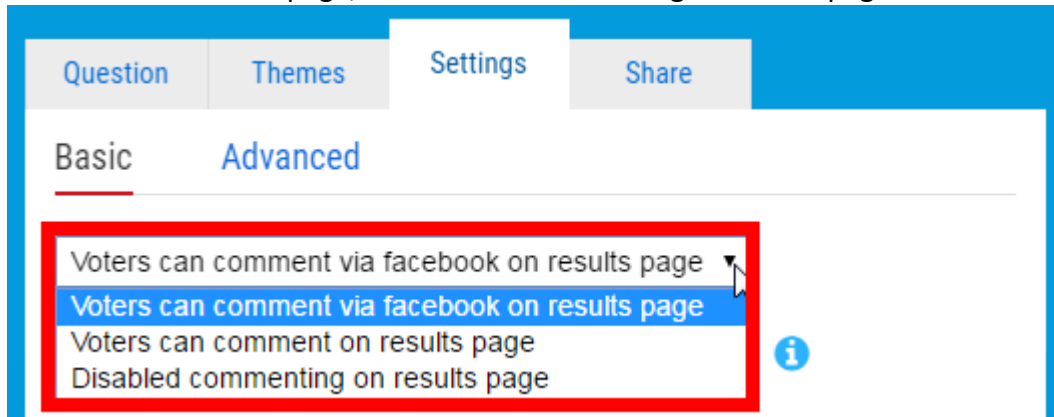 Question Themes Settings Share
Basic Advanced
Voters can comment via facebook on results page
Voters can comment via facebook on results page
Voters can comment on results page
Disabled commenting on results page